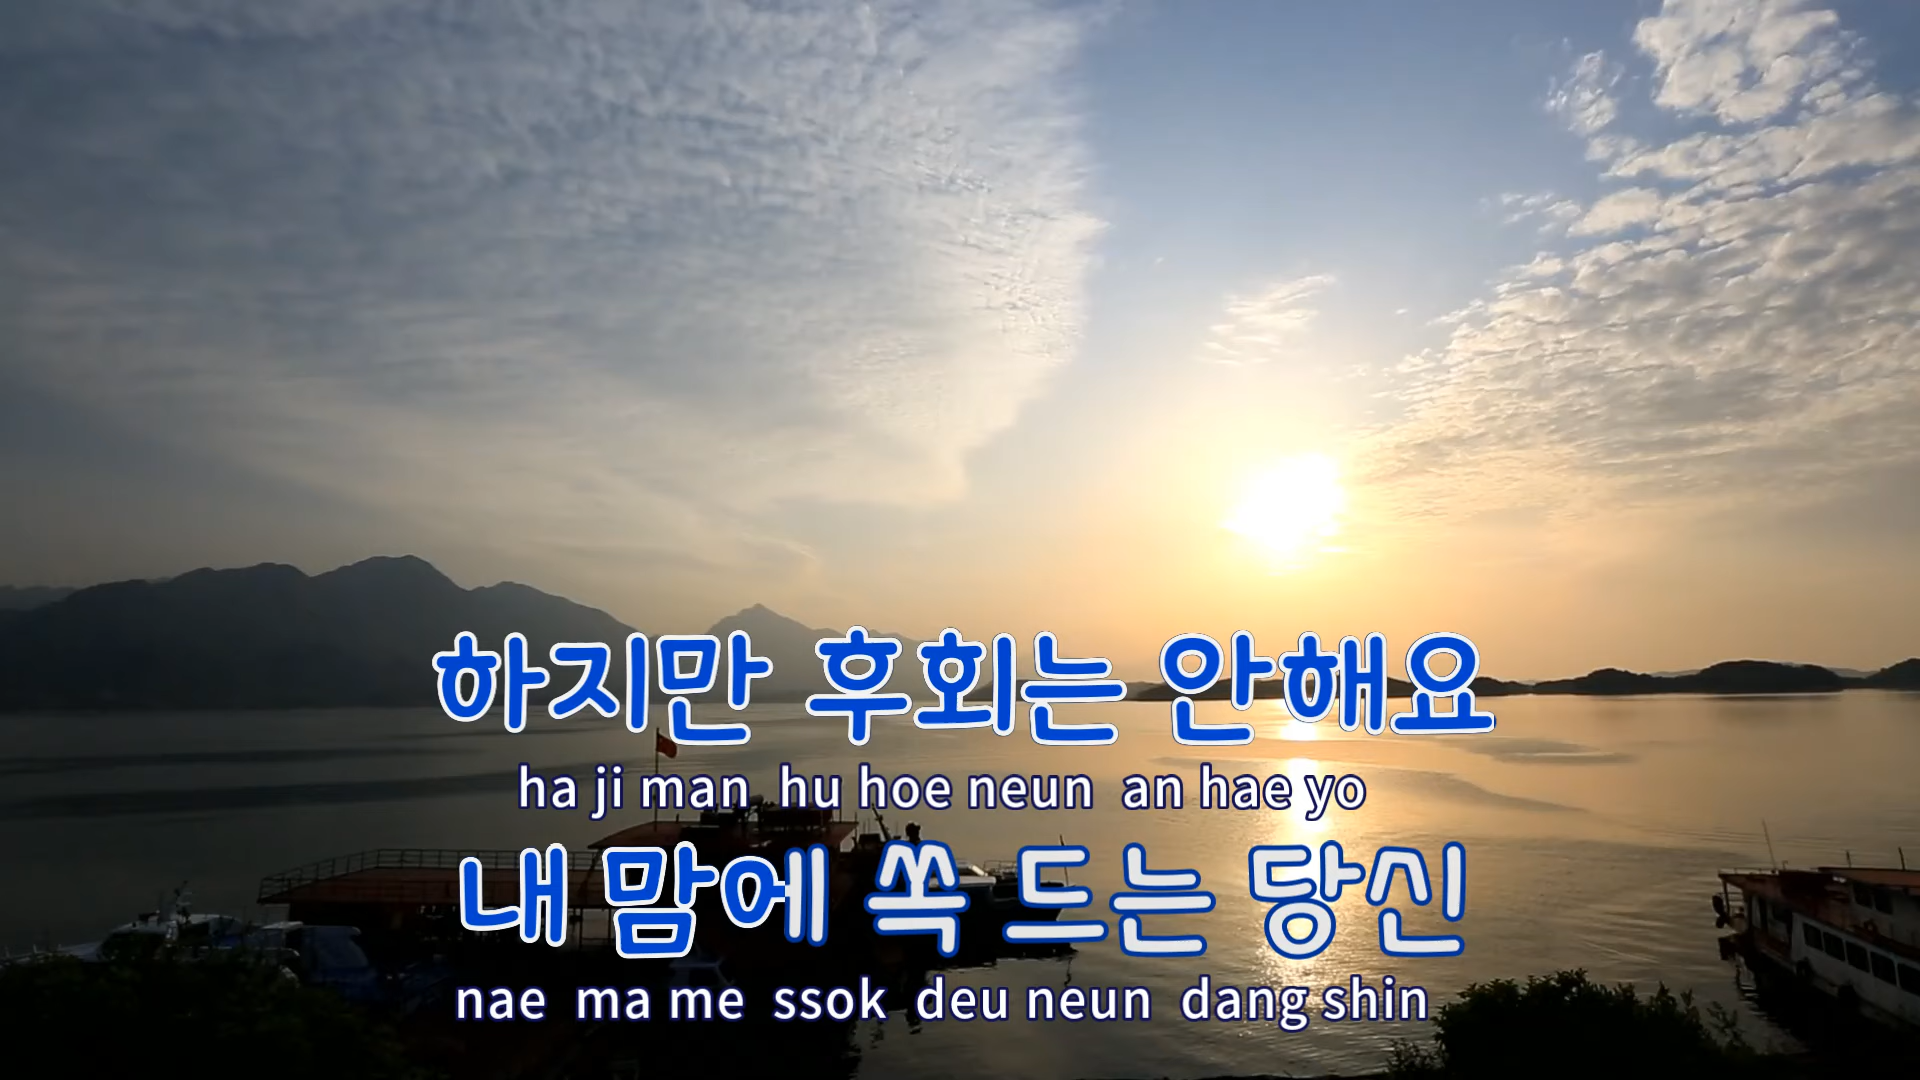 하지만 후회는 안해요
ha ji man hu hoe neun an hae yo
내 맘에 쏙 드는 당신
nae ma me ssok deu neun dang shin